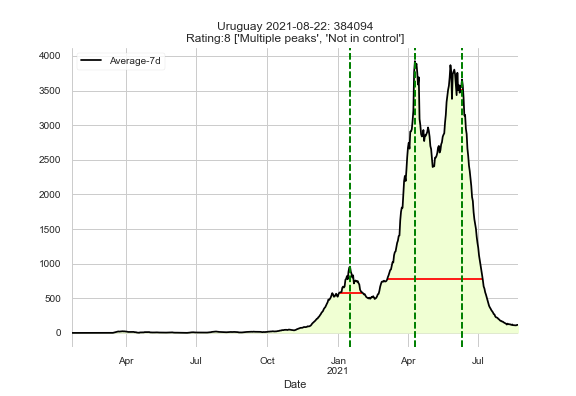 Uruguay 2021-08-22: 384094
Rating:8 ['Multiple peaks', 'Not in control']
4000
Average-7d
3500
3000
2500
2000
1500
1000
500
0
Apr Jul Oct Jan Apr Jul
2021
Date